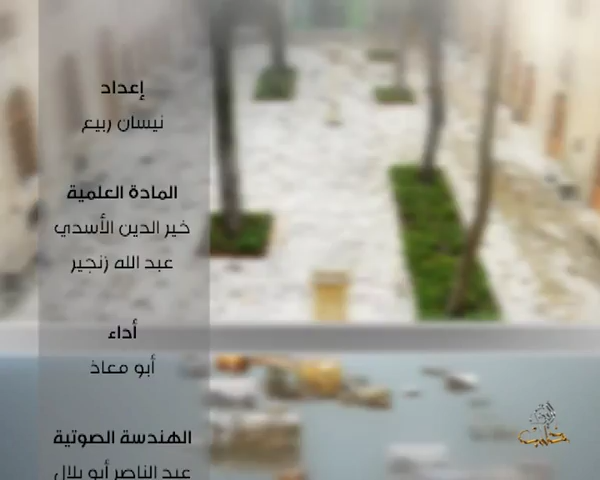 إعداد
نيسان ربيع
المادة العلمية
خير الدين الأسدي
عبد الله زنجير
أداء
أبو معاذ
الهندسة الصوتية
عبد الناصر أبو بلال
حلب